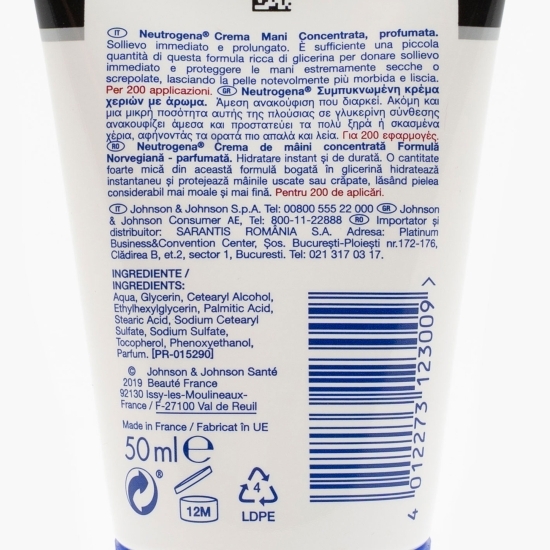 IT Neutrogena® Crema Mani Concentrata, profumata.
Sollievo immediato e prolungato. È sufficiente una piccola
quantità di questa formula ricca di glicerina per donare sollievo
immediato e proteggere le mani estremamente secche o
screpolate, lasciando la pelle notevolmente più morbida e liscia.
Per 200 applicazioni. GR Neutrogena® Συμπυκνωμένη κρέμα
χεριών με άρωμα. Άμεση ανακούφιση που διαρκεί. Ακόμη και
μια μικρή ποσότητα αυτής της πλούσιας σε γλυκερίνη σύνθεσης
ανακουφίζει άμεσα και προστατεύει τα πολύ ξηρά ή σκασμένα
χέρια, αφήνοντάς τα ορατά πιο απαλά και λεία. Για 200 εφαρμογές.
RO Neutrogena® Crema de mâini concentrată Formulă
Norvegiană - parfumată. Hidratare instant și de durată. O cantitate
foarte mică din această formulă bogată în glicerină hidratează
instantaneu și protejează mâinile uscate sau crăpate, lăsând pielea
considerabil mai moale și mai fină. Pentru 200 de aplicări.
IT Johnson & Johnson S.p.A. Tel: 00800 555 22 000 GR Johnson
& Johnson Consumer AE, Tel: 800-11-22888 RO Importator și
distribuitor: SARANTIS ROMÂNIA S.A. Adresa: Platinum
Business&Convention Center, Șos. București-Ploiești nr.172-176,
Clădirea B, et.2, sector 1, Bucuresti. Tel: 021 317 03 17.
INGREDIENTE /
INGREDIENTS:
Aqua, Glycerin, Cetearyl Alcohol,
Ethylhexylglycerin, Palmitic Acid,
Stearic Acid, Sodium Cetearyl
Sulfate, Sodium Sulfate,
Tocopherol, Phenoxyethanol,
Parfum. [PR-015290]
© Johnson & Johnson Santé
2019 Beauté France
92130 Issy-les-Moulineaux-
France / F-27100 Val de Reuil
Made in France / Fabricat în UE
50 ml e
®
12M
4
LDPE
4 012273 123009 >